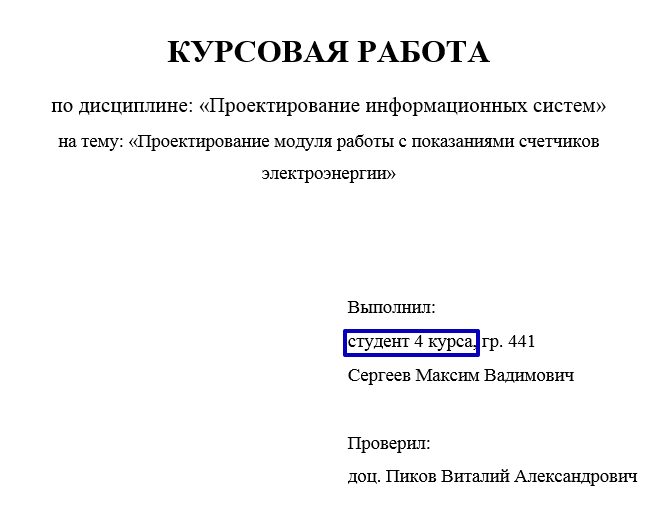 КУРСОВАЯ РАБОТА
по дисциплине: «Проектирование информационных систем»
на тему: «Проектирование модуля работы с показаниями счетчиков
электроэнергии»
Выполнил:
студент 4 курса, гр. 441
Сергеев Максим Вадимович
Проверил:
доц. Пиков Виталий Александрович